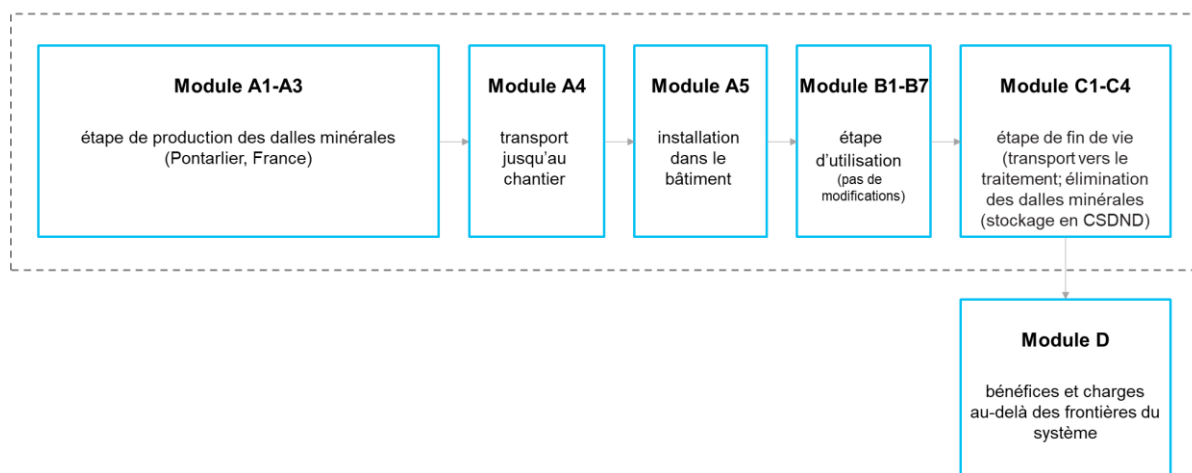 Module A1-A3
étape de production des dalles minérales
(Pontarlier, France)
Module A4
transport
jusqu'au
chantier
Module A5
installation
dans le
bâtiment
Module B1-B7
étape
d'utilisation
(pas de
modifications)
Module C1-C4
étape de fin de vie
(transport vers le
traitement; élimination
des dalles minérales
(stockage en CSDND)
Module D
bénéfices et charges
au-delà des frontières du
système